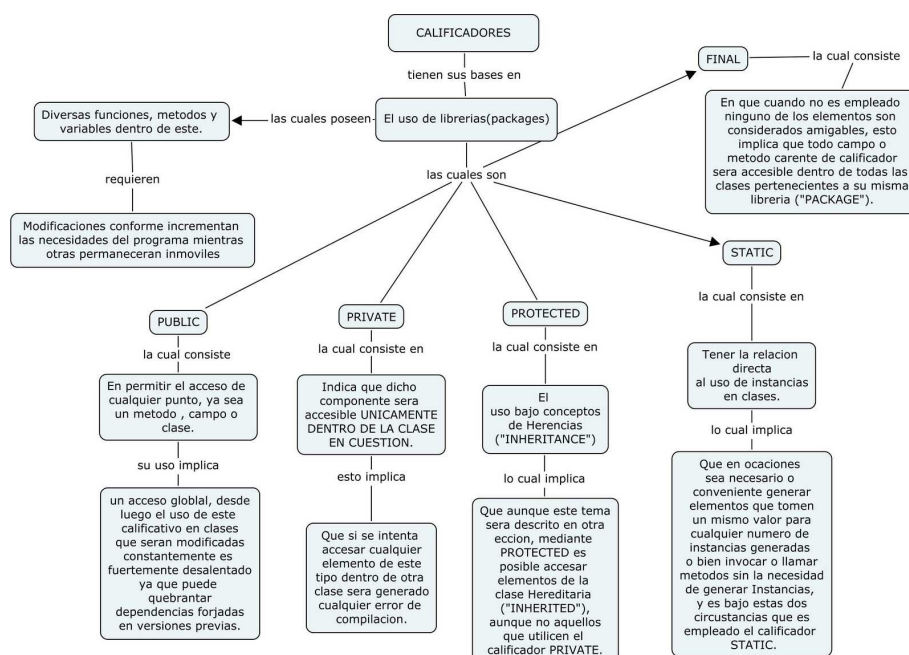 CALIFICADORES
tienen sus bases en
El uso de librerias(packages)
las cuales poseen
Diversas funciones, metodos y
variables dentro de este.
requieren
Modificaciones conforme incrementan
las necesidades del programa mientras
otras permaneceran inmoviles
las cuales son
FINAL
la cual consiste
En que cuando no es empleado
ninguno de los elementos son
considerados amigables, esto
implica que todo campo o
metodo carente de calificador
sera accesible dentro de todas las
clases pertenecientes a su misma
libreria ("PACKAGE").
PUBLIC
la cual consiste
En permitir el acceso de
cualquier punto, ya sea
un metodo , campo o
clase.
su uso implica
un acceso globlal, desde
luego el uso de este
calificativo en clases
que seran modificadas
constantemente es
fuertemente desalentado
ya que puede
quebrantar
dependencias forjadas
en versiones previas.
PRIVATE
la cual consiste en
Indica que dicho
componente sera
accesible UNICAMENTE
DENTRO DE LA CLASE
EN CUESTION.
esto implica
Que si se intenta
accesar cualquier
elemento de este
tipo dentro de otra
clase sera generado
cualquier error de
compilacion.
PROTECTED
la cual consiste en
El
uso bajo conceptos
de Herencias
("INHERITANCE")
lo cual implica
Que aunque este tema
sera descrito en otra
eccion, mediante
PROTECTED es
posible accesar
elementos de la
clase Hereditaria
("INHERITED"),
aunque no aquellos
que utilicen el
calificador PRIVATE.
STATIC
la cual consiste en
Tener la relacion
directa
al uso de instancias
en clases.
lo cual implica
Que en ocaciones
sea necesario o
conveniente generar
elementos que tomen
un mismo valor para
cualquier numero de
instancias generadas
o bien invocar o llamar
metodos sin la necesidad
de generar Instancias,
y es bajo estas dos
circustancias que es
empleado el calificador
STATIC.